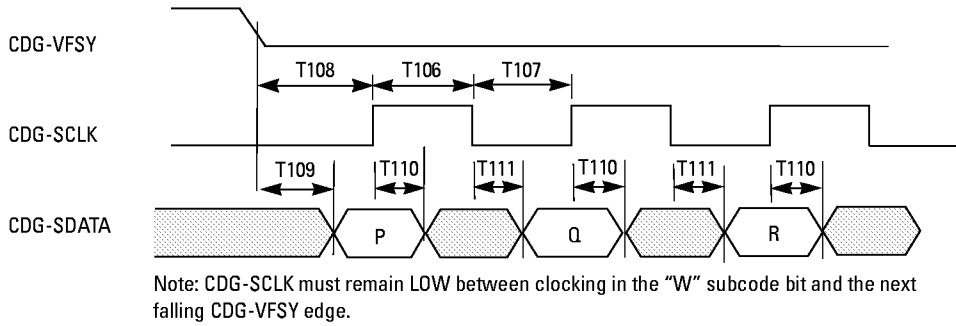 CDG-VFSY
T108 T106 T107
CDG-SCLK
T109 T110 T111 T110 T111 T110
CDG-SDATA
P Q R
Note: CDG-SCLK must remain LOW between clocking in the “W” subcode bit and the next
falling CDG-VFSY edge.